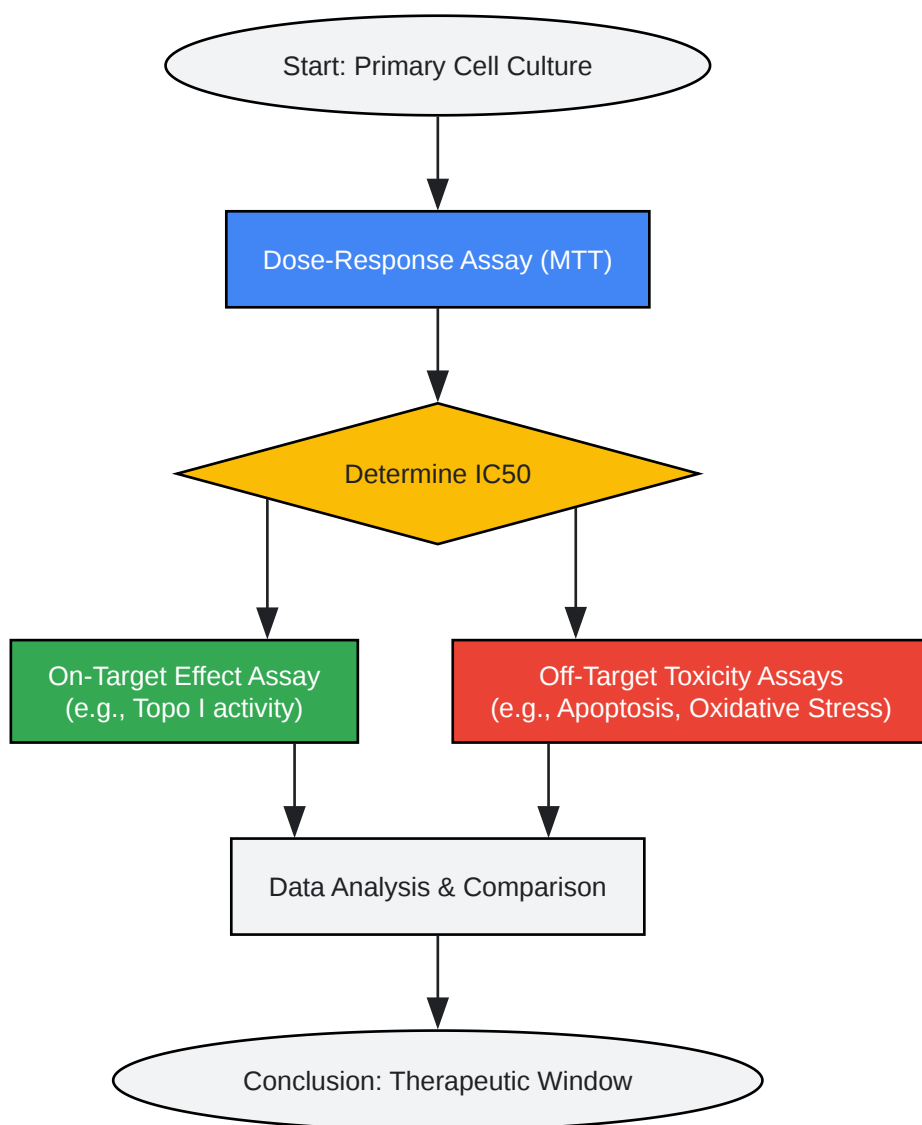 Start: Primary Cell Culture
Dose-Response Assay (MTT)
Determine IC50
On-Target Effect Assay
(e.g., Topo I activity)
Off-Target Toxicity Assays
(e.g., Apoptosis, Oxidative Stress)
Data Analysis & Comparison
Conclusion: Therapeutic Window